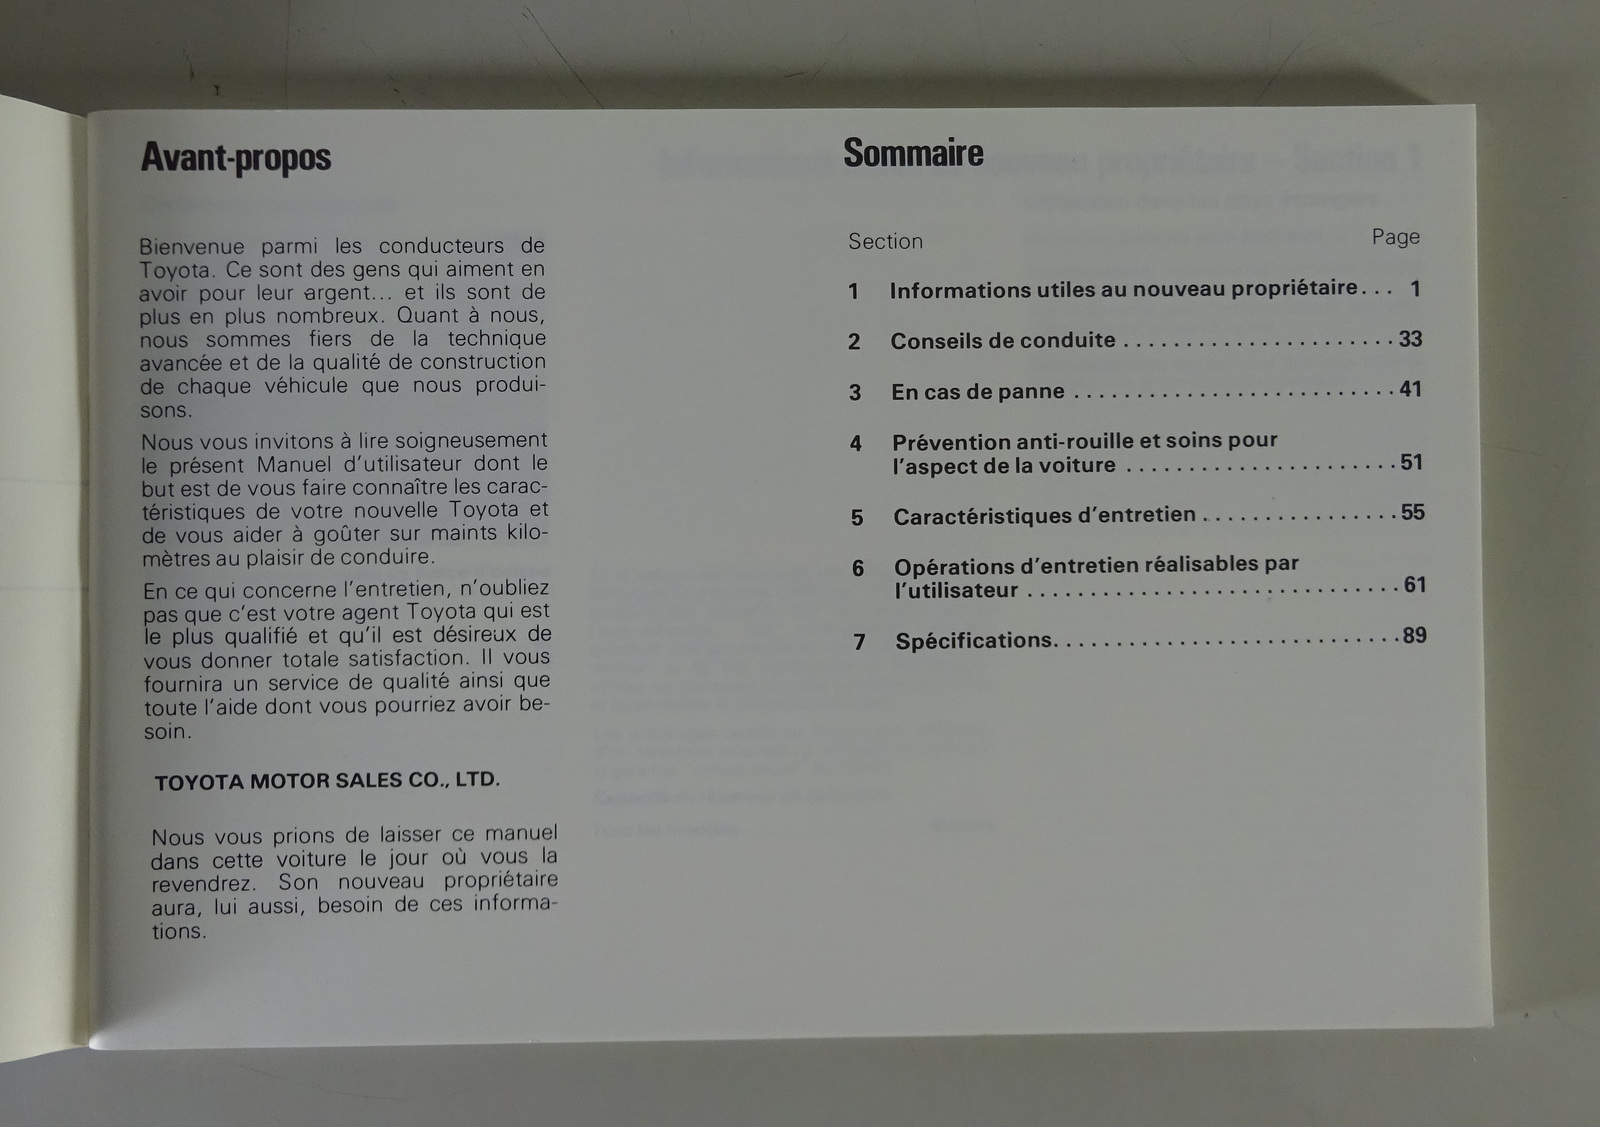 Avant-propos
Bienvenue parmi les conducteurs de
Toyota. Ce sont des gens qui aiment en
avoir pour leur argent... et ils sont de
plus en plus nombreux. Quant à nous,
nous sommes fiers de la technique
avancée et de la qualité de construction
de chaque véhicule que nous produi-
sons.
Nous vous invitons à lire soigneusement
le présent Manuel d'utilisateur dont le
but est de vous faire connaître les carac-
téristiques de votre nouvelle Toyota et
de vous aider à goûter sur maints kilo-
mètres au plaisir de conduire.
En ce qui concerne l'entretien, n'oubliez
pas que c'est votre agent Toyota qui est
le plus qualifié et qu'il est désireux de
vous donner totale satisfaction. Il vous
fournira un service de qualité ainsi que
toute l'aide dont vous pourriez avoir be-
soin.
TOYOTA MOTOR SALES CO., LTD.
Nous vous prions de laisser ce manuel
dans cette voiture le jour où vous la
revendrez. Son nouveau propriétaire
aura, lui aussi, besoin de ces informa-
tions.
Sommaire
Section Page
1 Informations utiles au nouveau propriétaire... 1
2 Conseils de conduite ...................... 33
3 En cas de panne .......................... 41
4 Prévention anti-rouille et soins pour
l'aspect de la voiture ...................... 51
5 Caractéristiques d'entretien ................ 55
6 Opérations d'entretien réalisables par
l'utilisateur .............................. 61
7 Spécifications............................ 89